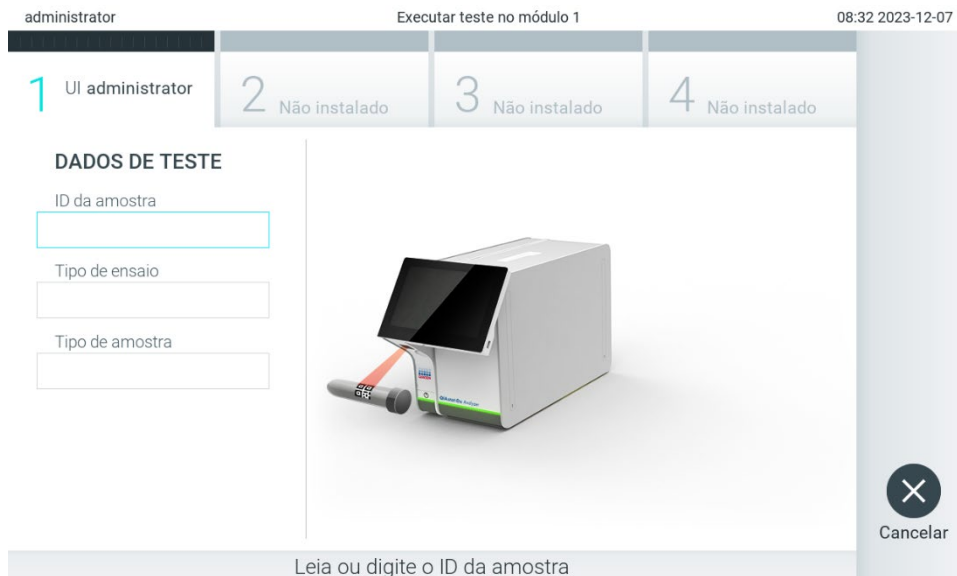 administrator Executar teste no módulo 1 08:32 2023-12-07
1 UI administrator
2 Não instalado
3 Não instalado
4 Não instalado
DADOS DE TESTE
ID da amostra
Tipo de ensaio
Tipo de amostra
Cancelar
Leia ou digite o ID da amostra